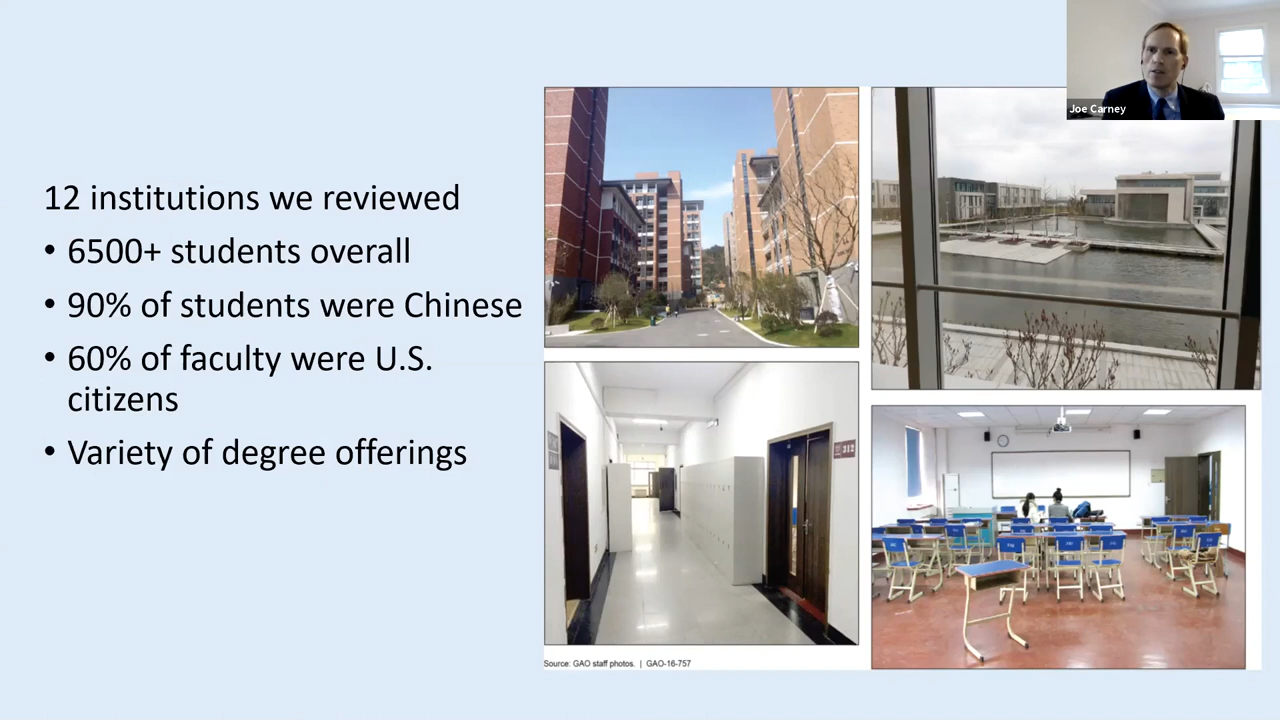 Joe Carney
12 institutions we reviewed
• 6500+ students overall
• 90% of students were Chinese
• 60% of faculty were U.S.
citizens
• Variety of degree offerings
312
Source: GAO staff photos. | GAO-16-757